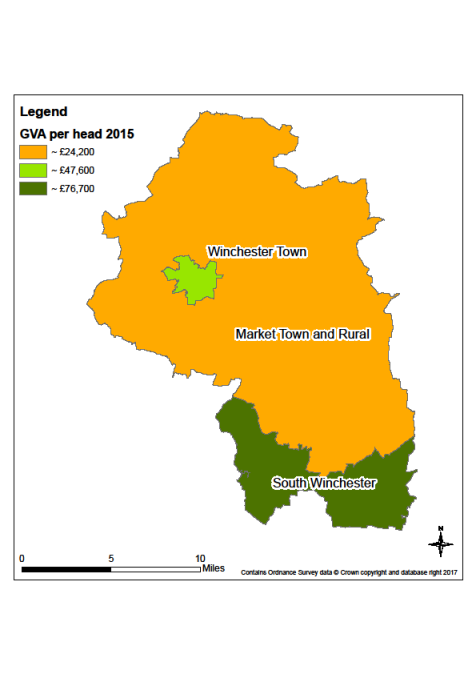 Legend
GVA per head 2015
~ £24,200
~ £47,600
~ £76,700
Winchester Town
Market Town and Rural
South Winchester
N
0 5 10
Miles
Contains Ordnance Survey data © Crown copyright and database right 2017